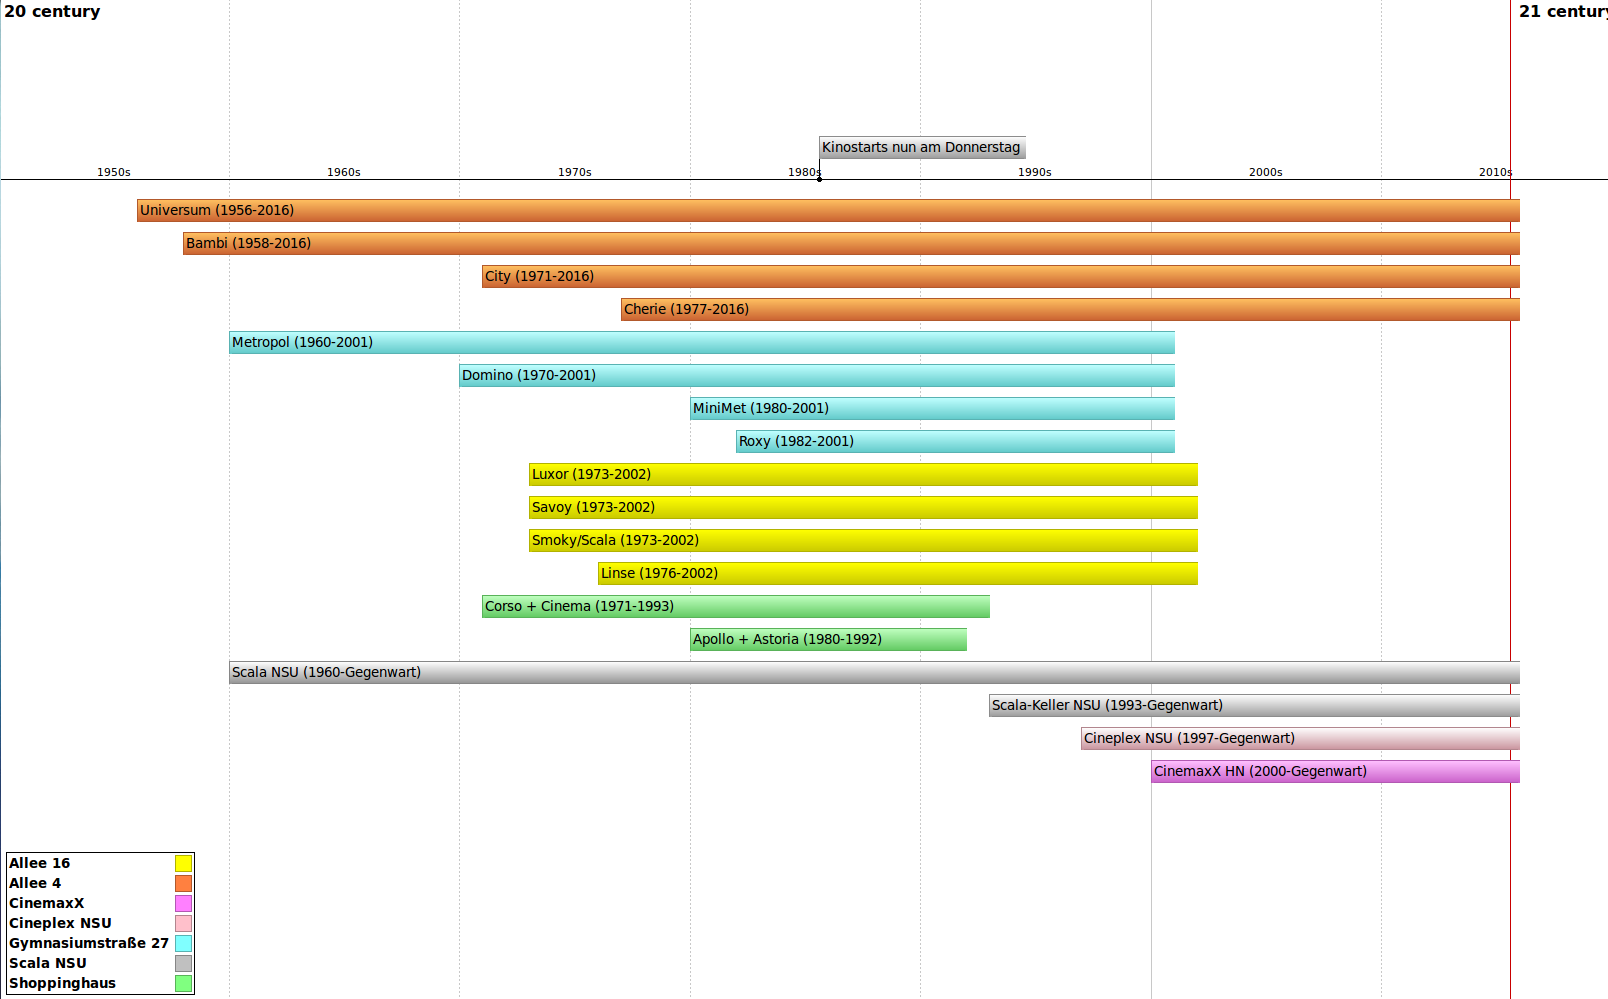 20 century
21 century
Kinostarts nun am Donnerstag
1950s
1960s
1970s
1980s
1990s
2000s
2010s
Universum (1956-2016)
Bambi (1958-2016)
City (1971-2016)
Cherie (1977-2016)
Metropol (1960-2001)
Domino (1970-2001)
MiniMet (1980-2001)
Roxy (1982-2001)
Luxor (1973-2002)
Savoy (1973-2002)
Smoky/Scala (1973-2002)
Linse (1976-2002)
Corso + Cinema (1971-1993)
Apollo + Astoria (1980-1992)
Scala NSU (1960-Gegenwart)
Scala-Keller NSU (1993-Gegenwart)
Cineplex NSU (1997-Gegenwart)
CinemaxX HN (2000-Gegenwart)
Allee 16
Allee 4
CinemaxX
Cineplex NSU
Gymnasiumstraße 27
Scala NSU
Shoppinghaus